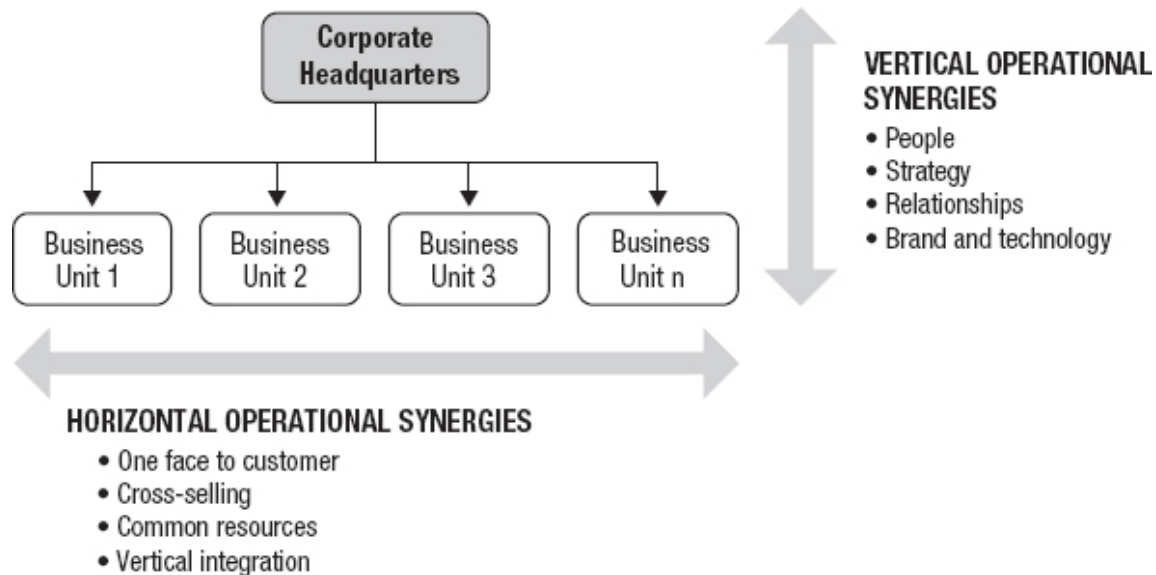 Corporate
Headquarters
VERTICAL OPERATIONAL
SYNERGIES
• People
• Strategy
• Relationships
• Brand and technology
Business
Unit 1
Business
Unit 2
Business
Unit 3
Business
Unit n
HORIZONTAL OPERATIONAL SYNERGIES
• One face to customer
• Cross-selling
• Common resources
• Vertical integration